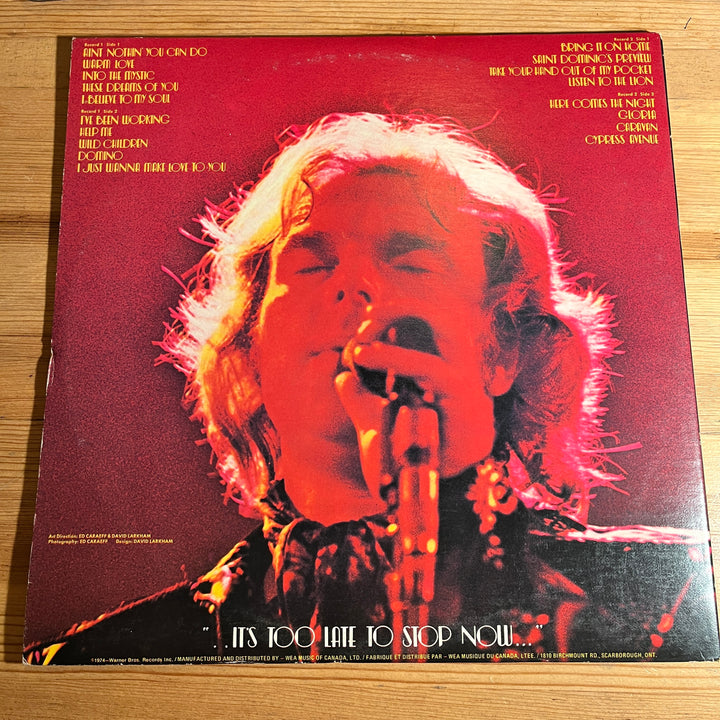 Record 1 Side 1
AINT NOTHIN' YOU CAN DO
WARM LOVE
INTO THE MYSTIC
THESE DREAMS OF YOU
I BELIEVE TO MY SOUL
Record 1 Side 2
I'VE BEEN WORKING
HELP ME
WILD CHILDREN
DOMINO
I JUST WANNA MAKE LOVE TO YOU
Record 2 Side 1
BRING IT ON HOME
SAINT DOMINIC'S PREVIEW
TAKE YOUR HAND OUT OF MY POCKET
LISTEN TO THE LION
Record 2 Side 2
HERE COMES THE NIGHT
GLORIA
CARAVAN
CYPRESS AVENUE
Art Direction: ED CARAEFF & DAVID LARKHAM
Photography: ED CARAEFF Design: DAVID LARKHAM
"...IT'S TOO LATE TO STOP NOW..."
©1974—Warner Bros. Records Inc. / MANUFACTURED AND DISTRIBUTED BY – WEA MUSIC OF CANADA, LTD. / FABRIQUE ET DISTRIBUE PAR – WEA MUSIQUE DU CANADA, LTEE. / 1810 BIRCHMOUNT RD., SCARBOROUGH, ONT.